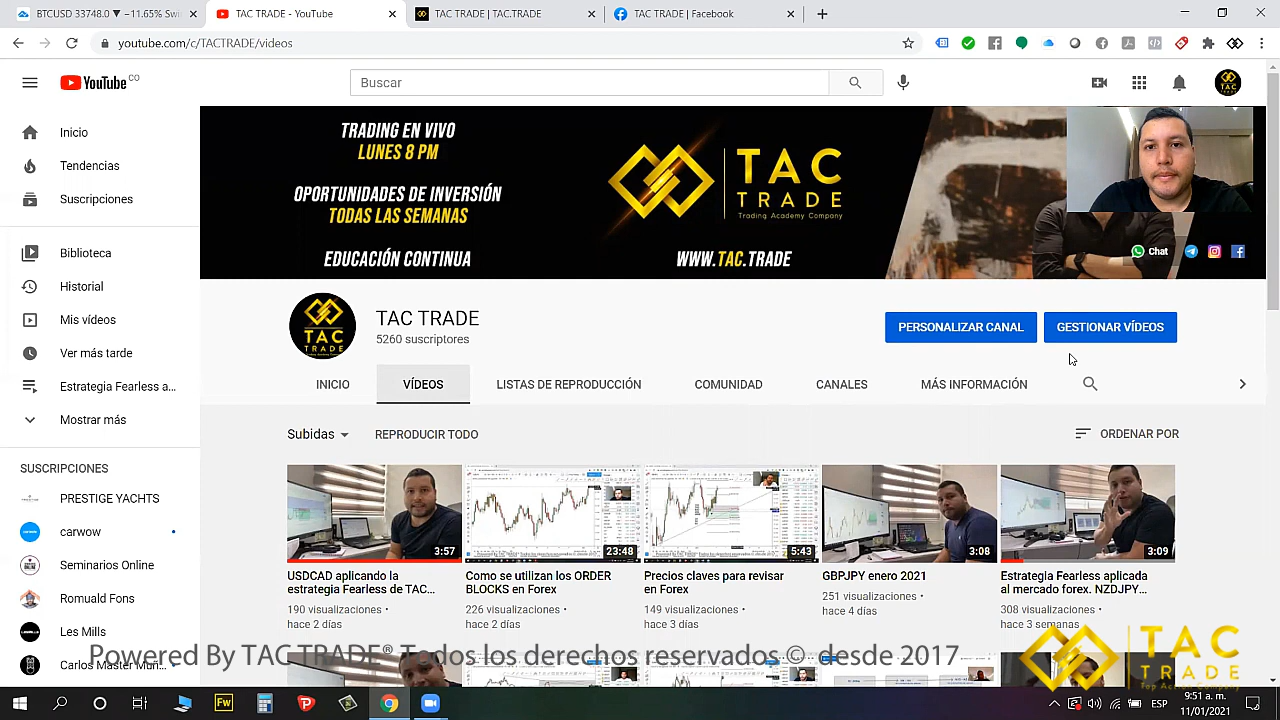 BTCUSD 33748.0 ▼ −11.65% Swi
TAC TRADE - YouTube
TAC TRADE | TAC.TRADE
TAC TRADE | Facebook
youtube.com/c/TACTRADE/videos
YouTube CO
Buscar
Inicio
Tendencias
Suscripciones
Biblioteca
Historial
Mis vídeos
Ver más tarde
Estrategia Fearless a...
Mostrar más
SUSCRIPCIONES
PRESTIGE YACHTS
carwow
Seminarios Online
Romuald Fons
Les Mills
TRADING EN VIVO
LUNES 8 PM
OPORTUNIDADES DE INVERSIÓN
TODAS LAS SEMANAS
EDUCACIÓN CONTINUA
TAC
TRADE
Trading Academy Company
WWW.TAC.TRADE
Chat
TAC TRADE
5260 suscriptores
PERSONALIZAR CANAL
GESTIONAR VÍDEOS
INICIO
VÍDEOS
LISTAS DE REPRODUCCIÓN
COMUNIDAD
CANALES
MÁS INFORMACIÓN
Subidas
REPRODUCIR TODO
ORDENAR POR
3:57
23:48
5:43
3:08
3:09
USDCAD aplicando la
estrategia Fearless de TAC...
190 visualizaciones •
hace 2 días
Como se utilizan los ORDER
BLOCKS en Forex
226 visualizaciones •
hace 2 días
Precios claves para revisar
en Forex
149 visualizaciones •
hace 3 días
GBPJPY enero 2021
251 visualizaciones •
hace 4 días
Estrategia Fearless aplicada
al mercado forex. NZDJPY...
308 visualizaciones •
hace 3 semanas
Powered By TAC TRADE® Todos los derechos reservados ©, desde 2017
TAC
TRADE
ESP
9:51 a. m.
11/01/2021